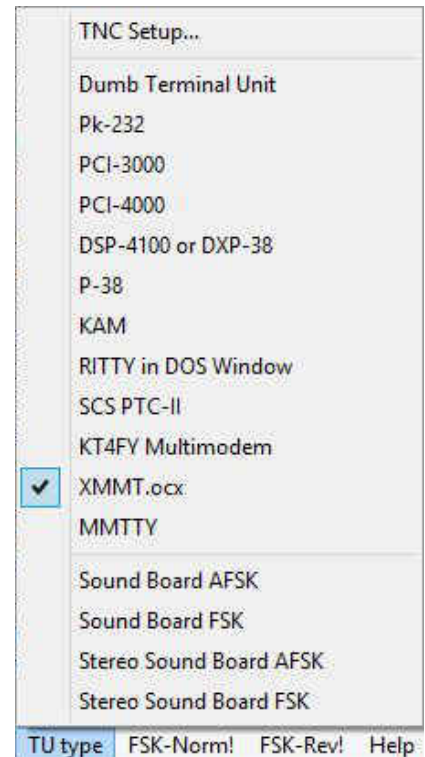 TNC Setup...
Dumb Terminal Unit
Pk-232
PCI-3000
PCI-4000
DSP-4100 or DXP-38
P-38
KAM
RITTY in DOS Window
SCS PTC-II
KT4FY Multimodem
XMMT.ocx
MMTTY
Sound Board AFSK
Sound Board FSK
Stereo Sound Board AFSK
Stereo Sound Board FSK
TU type FSK-Norm! FSK-Rev! Help